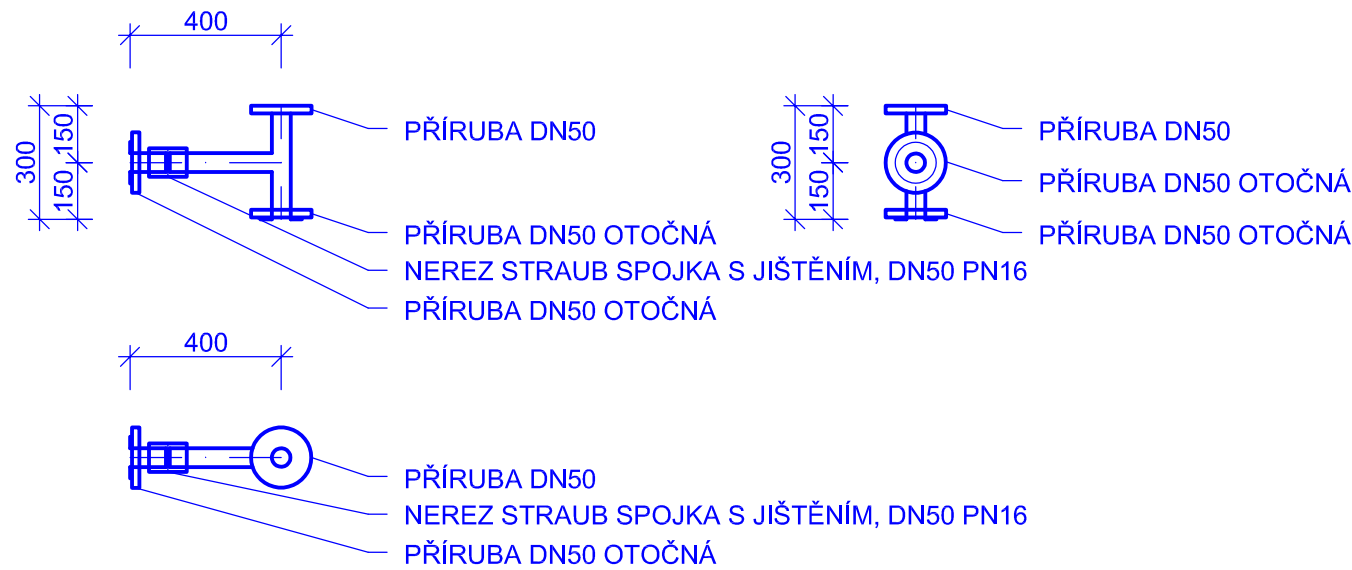 400
300
150
150
PŘÍRUBA DN50
PŘÍRUBA DN50 OTOČNÁ
NEREZ STRAUB SPOJKA S JIŠTĚNÍM, DN50 PN16
PŘÍRUBA DN50 OTOČNÁ
300
150
150
PŘÍRUBA DN50
PŘÍRUBA DN50 OTOČNÁ
PŘÍRUBA DN50 OTOČNÁ
400
PŘÍRUBA DN50
NEREZ STRAUB SPOJKA S JIŠTĚNÍM, DN50 PN16
PŘÍRUBA DN50 OTOČNÁ